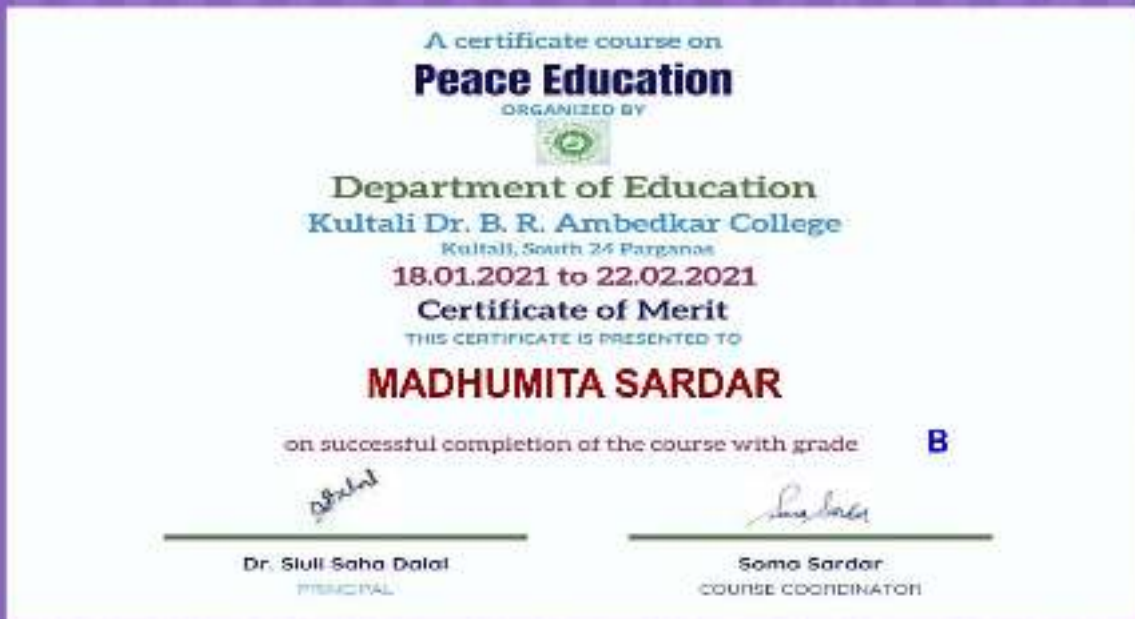 A certificate course on
Peace Education
ORGANIZED BY
Department of Education
Kultali Dr. B. R. Ambedkar College
Kultali, South 24 Parganas
18.01.2021 to 22.02.2021
Certificate of Merit
THIS CERTIFICATE IS PRESENTED TO
MADHUMITA SARDAR
on successful completion of the course with grade B
Soma Sardar
Dr. Siuli Saha Dalal
Soma Sardar
PRINCIPAL
COURSE COORDINATOR